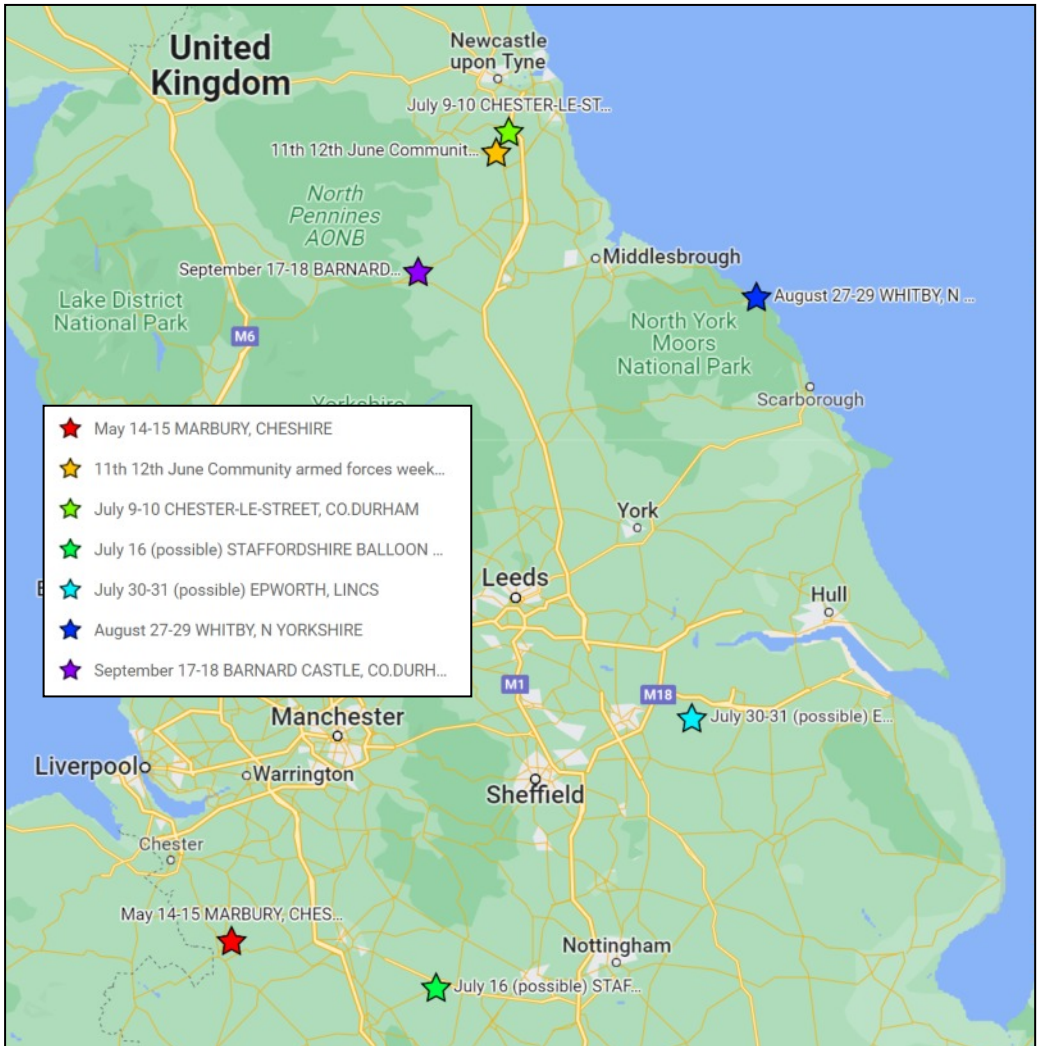 United
Kingdom
Newcastle
upon Tyne
July 9-10 CHESTER-LE-ST...
11th 12th June Communit...
North
Pennines
AONB
September 17-18 BARNARD...
Middlesbrough
Lake District
National Park
August 27-29 WHITBY, N ...
M6
North York
Moors
National Park
Scarborough
Yorkshire
May 14-15 MARBURY, CHESHIRE
11th 12th June Community armed forces week...
July 9-10 CHESTER-LE-STREET, CO.DURHAM
July 16 (possible) STAFFORDSHIRE BALLOON ...
July 30-31 (possible) EPWORTH, LINCS
August 27-29 WHITBY, N YORKSHIRE
September 17-18 BARNARD CASTLE, CO.DURH...
York
Leeds
Hull
M1
M18
July 30-31 (possible) E...
Manchester
Liverpool
Warrington
Sheffield
Chester
May 14-15 MARBURY, CHES...
Nottingham
July 16 (possible) STAF...